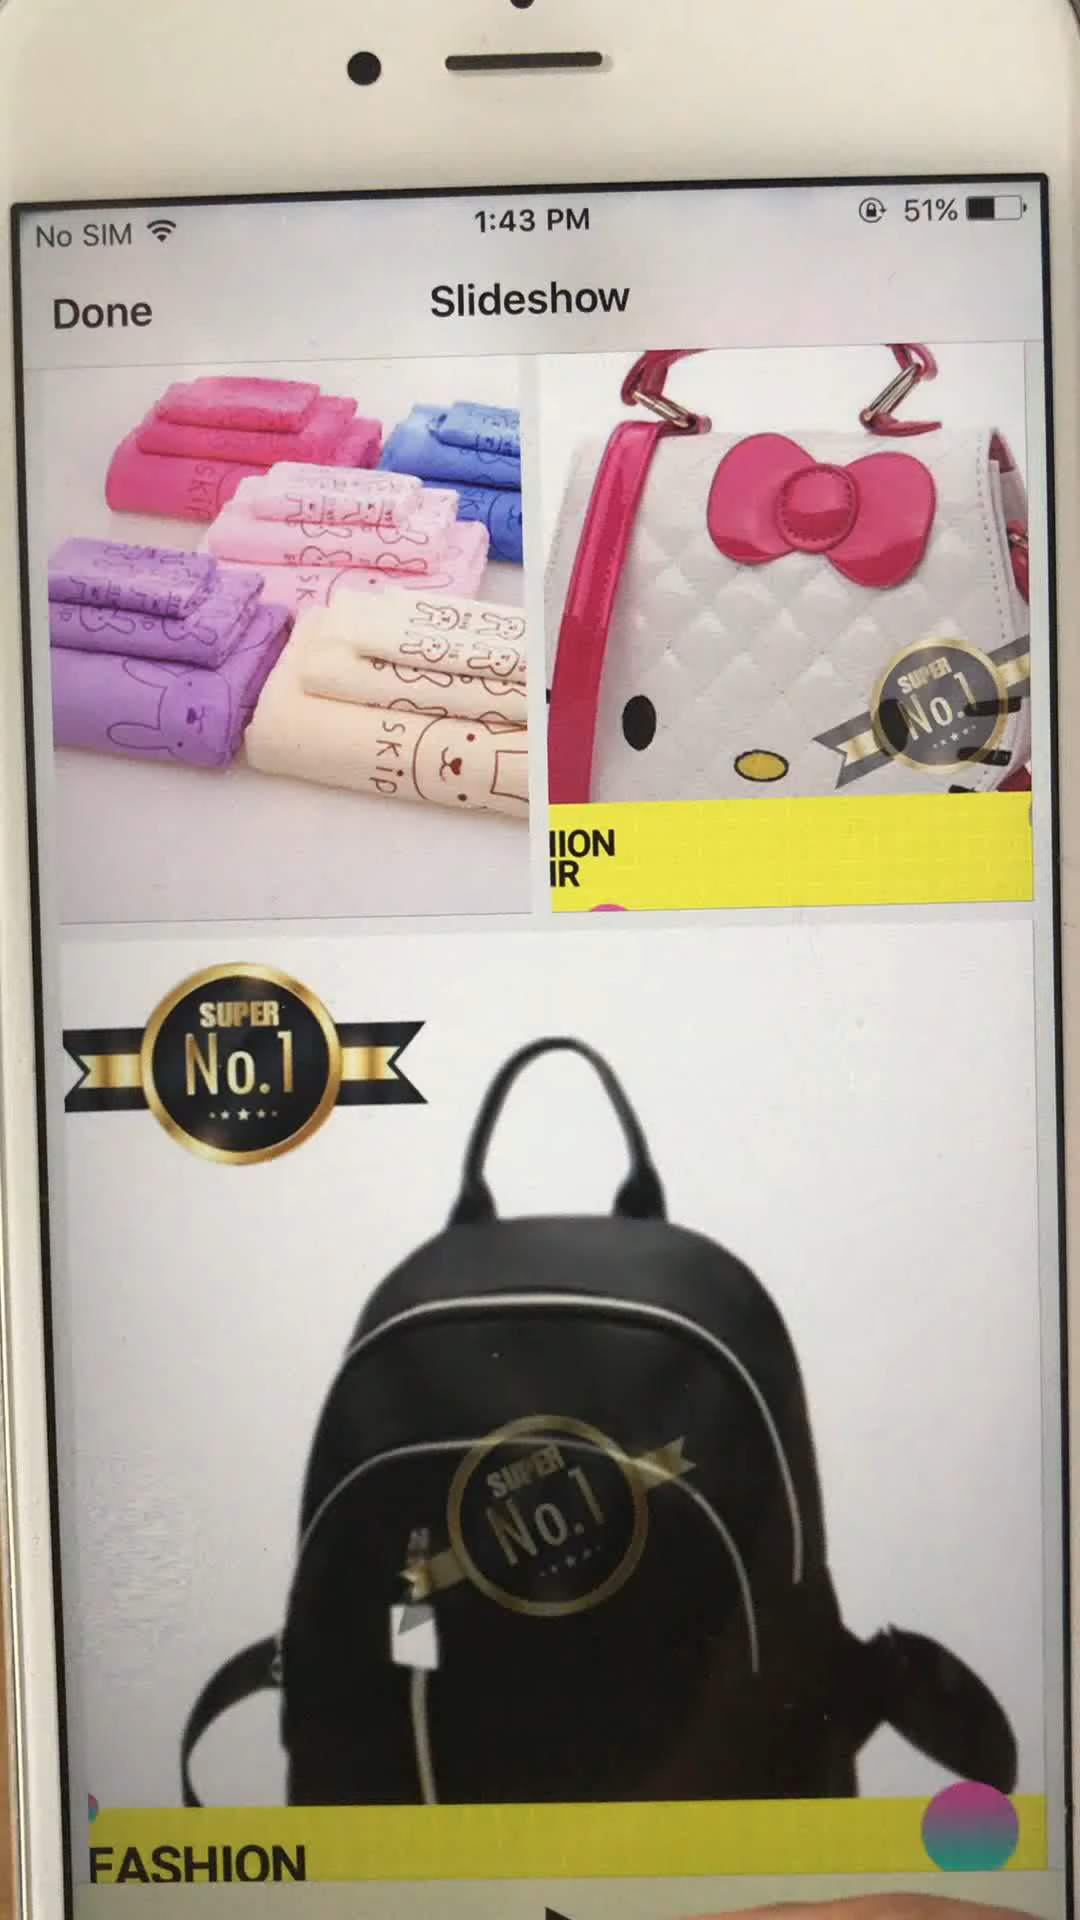 No SIM
1:43 PM
51%
Done
Slideshow
skip
SUPER
No.1
HION
IR
SUPER
No.1
SUPER
No.1
FASHION